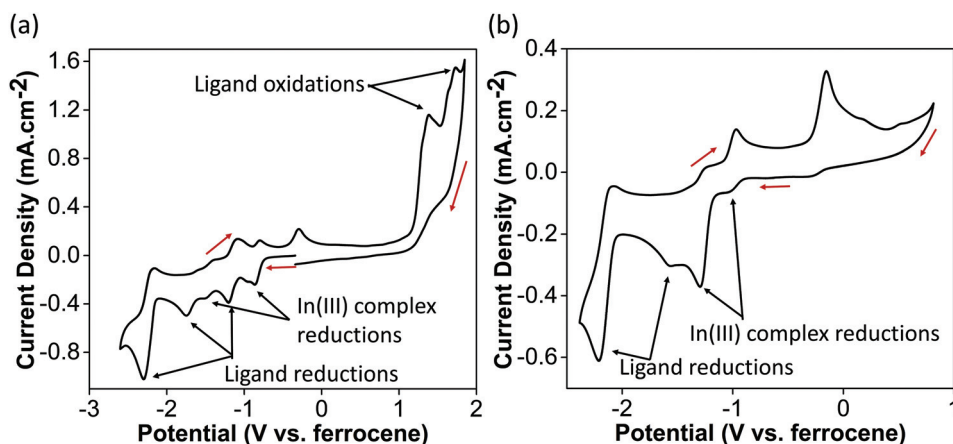 (a)
Current Density (mA.cm-2)
1.6
1.2
0.8
0.4
0.0
-0.4
-0.8
Ligand oxidations
In(III) complex
reductions
Ligand reductions
-3 -2 -1 0 1 2
Potential (V vs. ferrocene)
(b)
Current Density (mA.cm-2)
0.4
0.2
0.0
-0.2
-0.4
-0.6
In(III) complex reductions
Ligand reductions
-2 -1 0 1
Potential (V vs. ferrocene)